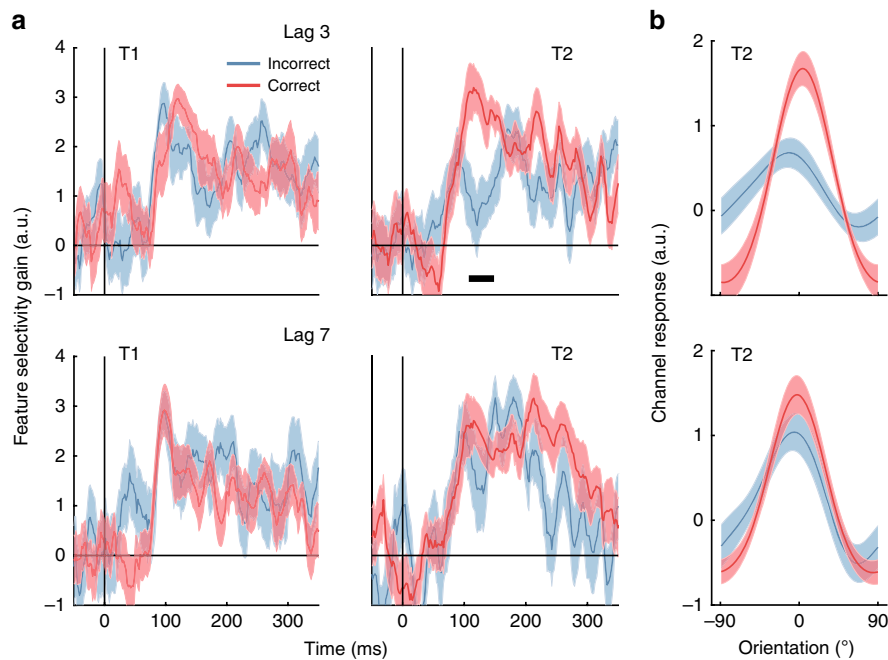 a
Lag 3
b
T1
Incorrect
Correct
T2
T2
4
3
2
1
0
–1
2
1
0
–1
Lag 7
T1
T2
T2
4
3
2
1
0
–1
2
1
0
–1
Feature selectivity gain (a.u.)
Channel response (a.u.)
0 100 200 300
0 100 200 300
–90 0 90
Time (ms)
Orientation (°)